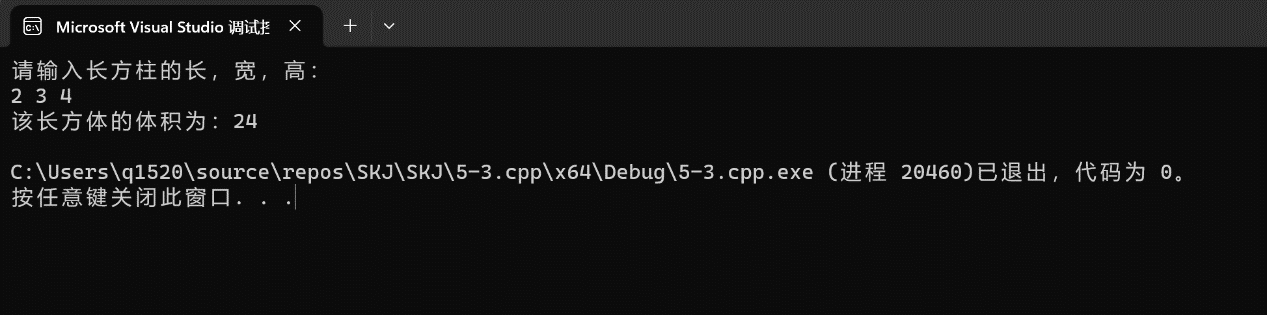 Microsoft Visual Studio 调试控
请输入长方柱的长，宽，高：
2 3 4
该长方体的体积为：24
C:\Users\q1520\source\repos\SKJ\SKJ\5-3.cpp\x64\Debug\5-3.cpp.exe (进程 20460)已退出，代码为 0。
按任意键关闭此窗口. . .